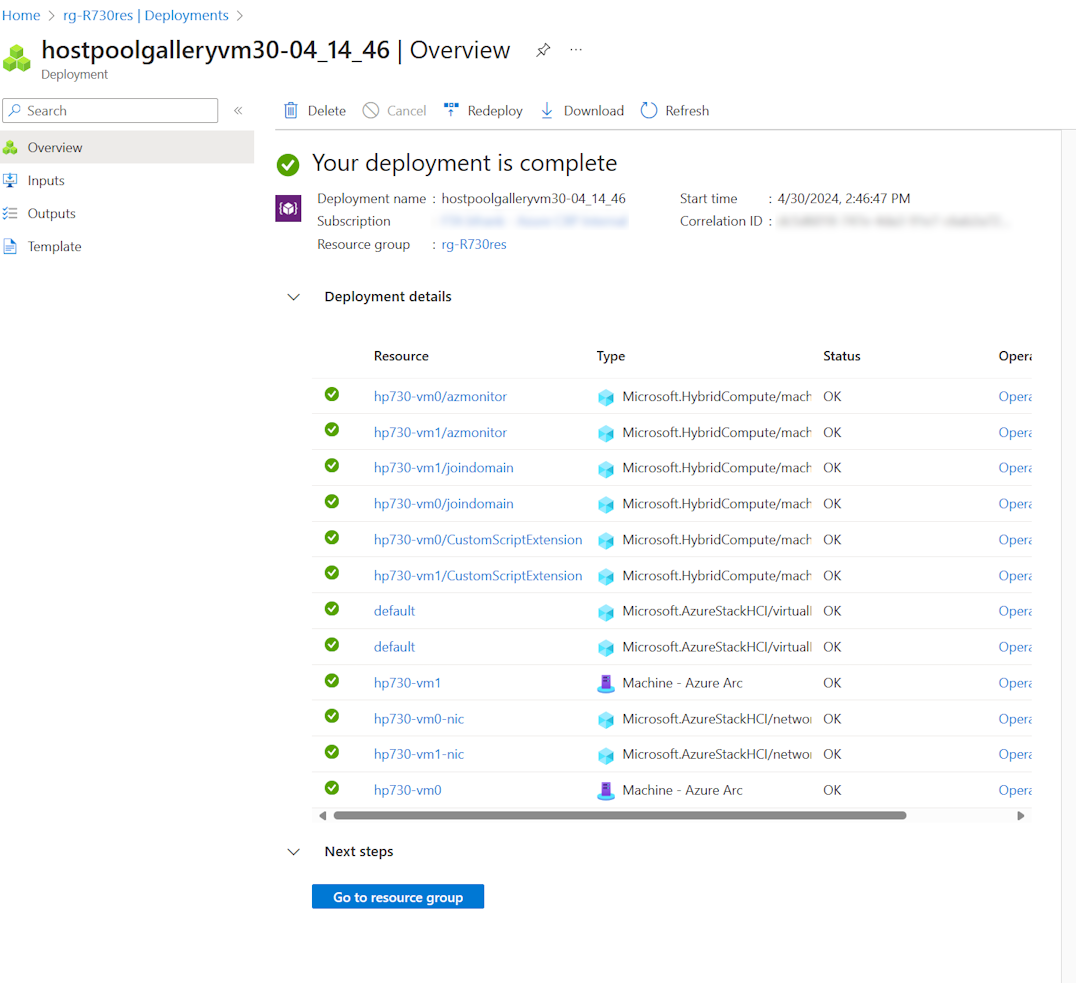 Home > rg-R730res | Deployments >
hostpoolgalleryvm30-04_14_46 | Overview ...
Deployment
Search «
Delete Cancel Redeploy Download Refresh
Overview
Inputs
Outputs
Template
Your deployment is complete
Deployment name : hostpoolgalleryvm30-04_14_46 Start time : 4/30/2024, 2:46:47 PM
Subscription : Correlation ID :
Resource group : rg-R730res
Deployment details
Resource Type Status Opera
hp730-vm0/azmonitor Microsoft.HybridCompute/mach OK Opera
hp730-vm1/azmonitor Microsoft.HybridCompute/mach OK Opera
hp730-vm1/joindomain Microsoft.HybridCompute/mach OK Opera
hp730-vm0/joindomain Microsoft.HybridCompute/mach OK Opera
hp730-vm0/CustomScriptExtension Microsoft.HybridCompute/mach OK Opera
hp730-vm1/CustomScriptExtension Microsoft.HybridCompute/mach OK Opera
default Microsoft.AzureStackHCI/virtuall OK Opera
default Microsoft.AzureStackHCI/virtuall OK Opera
hp730-vm1 Machine - Azure Arc OK Opera
hp730-vm0-nic Microsoft.AzureStackHCI/networ OK Opera
hp730-vm1-nic Microsoft.AzureStackHCI/networ OK Opera
hp730-vm0 Machine - Azure Arc OK Opera
Next steps
Go to resource group